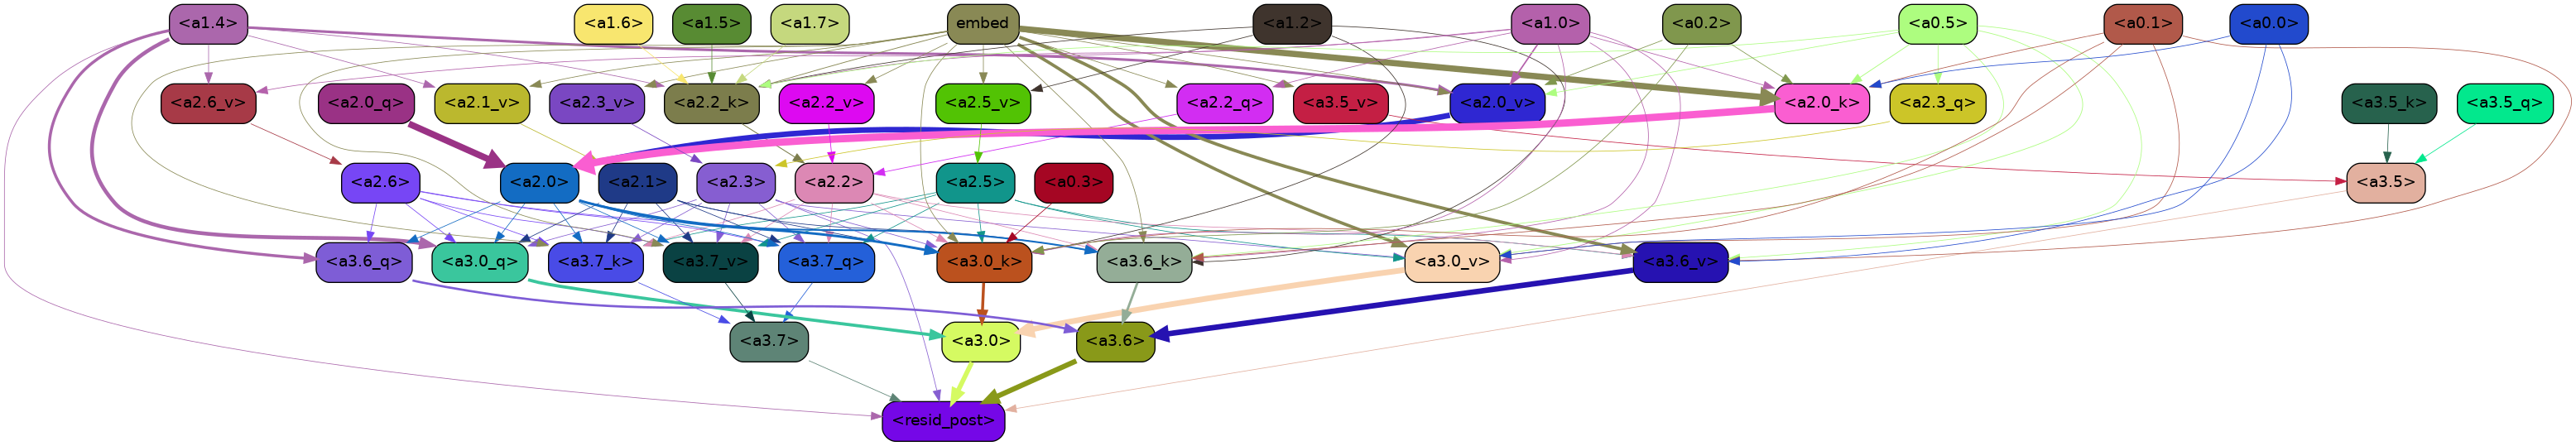 <a1.4> <a1.6> <a1.5> <a1.7> embed <a1.2> <a1.0> <a0.2> <a0.5> <a0.1> <a0.0>
<a2.6_v> <a2.0_q> <a2.1_v> <a2.3_v> <a2.2_k> <a2.2_v> <a2.5_v> <a2.2_q> <a3.5_v> <a2.0_v> <a2.0_k> <a2.3_q> <a3.5_k> <a3.5_q>
<a2.6> <a2.0> <a2.1> <a2.3> <a2.2> <a2.5> <a0.3> <a3.5>
<a3.6_q> <a3.0_q> <a3.7_k> <a3.7_v> <a3.7_q> <a3.0_k> <a3.6_k> <a3.0_v> <a3.6_v>
<a3.7> <a3.0> <a3.6>
<resid_post>